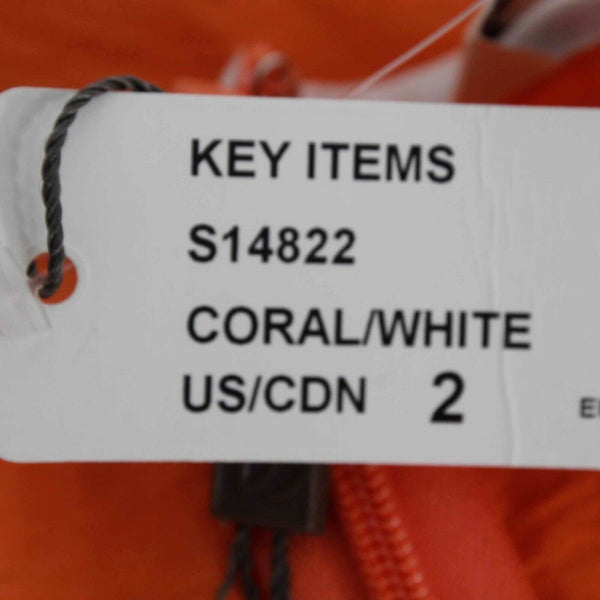 KEY ITEMS
S14822
CORAL/WHITE
US/CDN 2